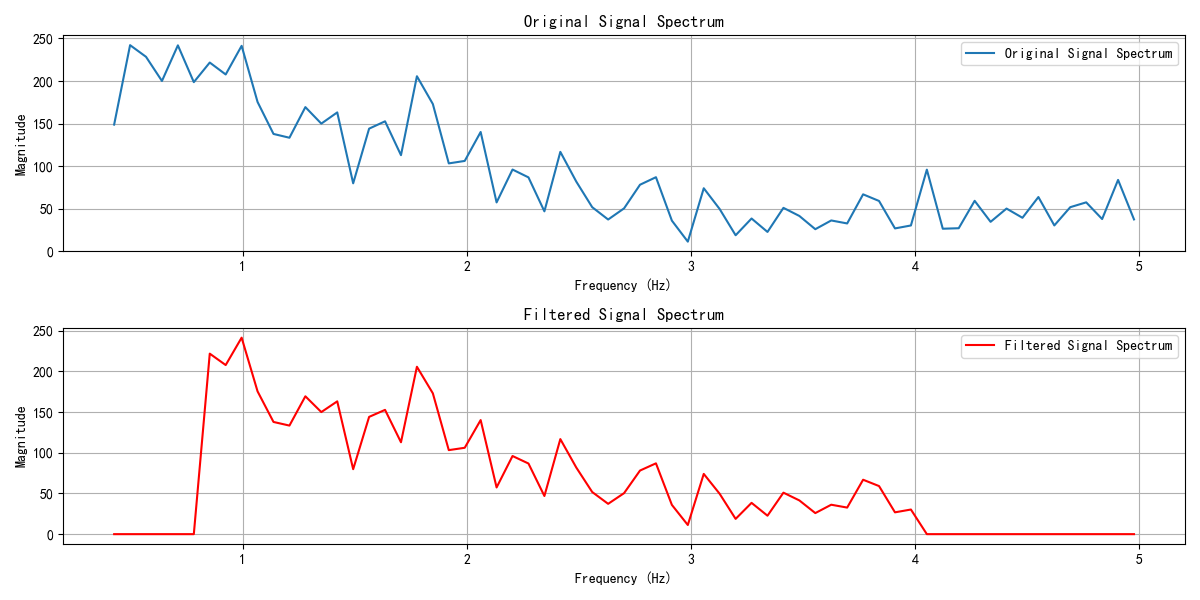 Original Signal Spectrum
Original Signal Spectrum
Magnitude
250
200
150
100
50
0
1 2 3 4 5
Frequency (Hz)
Filtered Signal Spectrum
Filtered Signal Spectrum
Magnitude
250
200
150
100
50
0
1 2 3 4 5
Frequency (Hz)